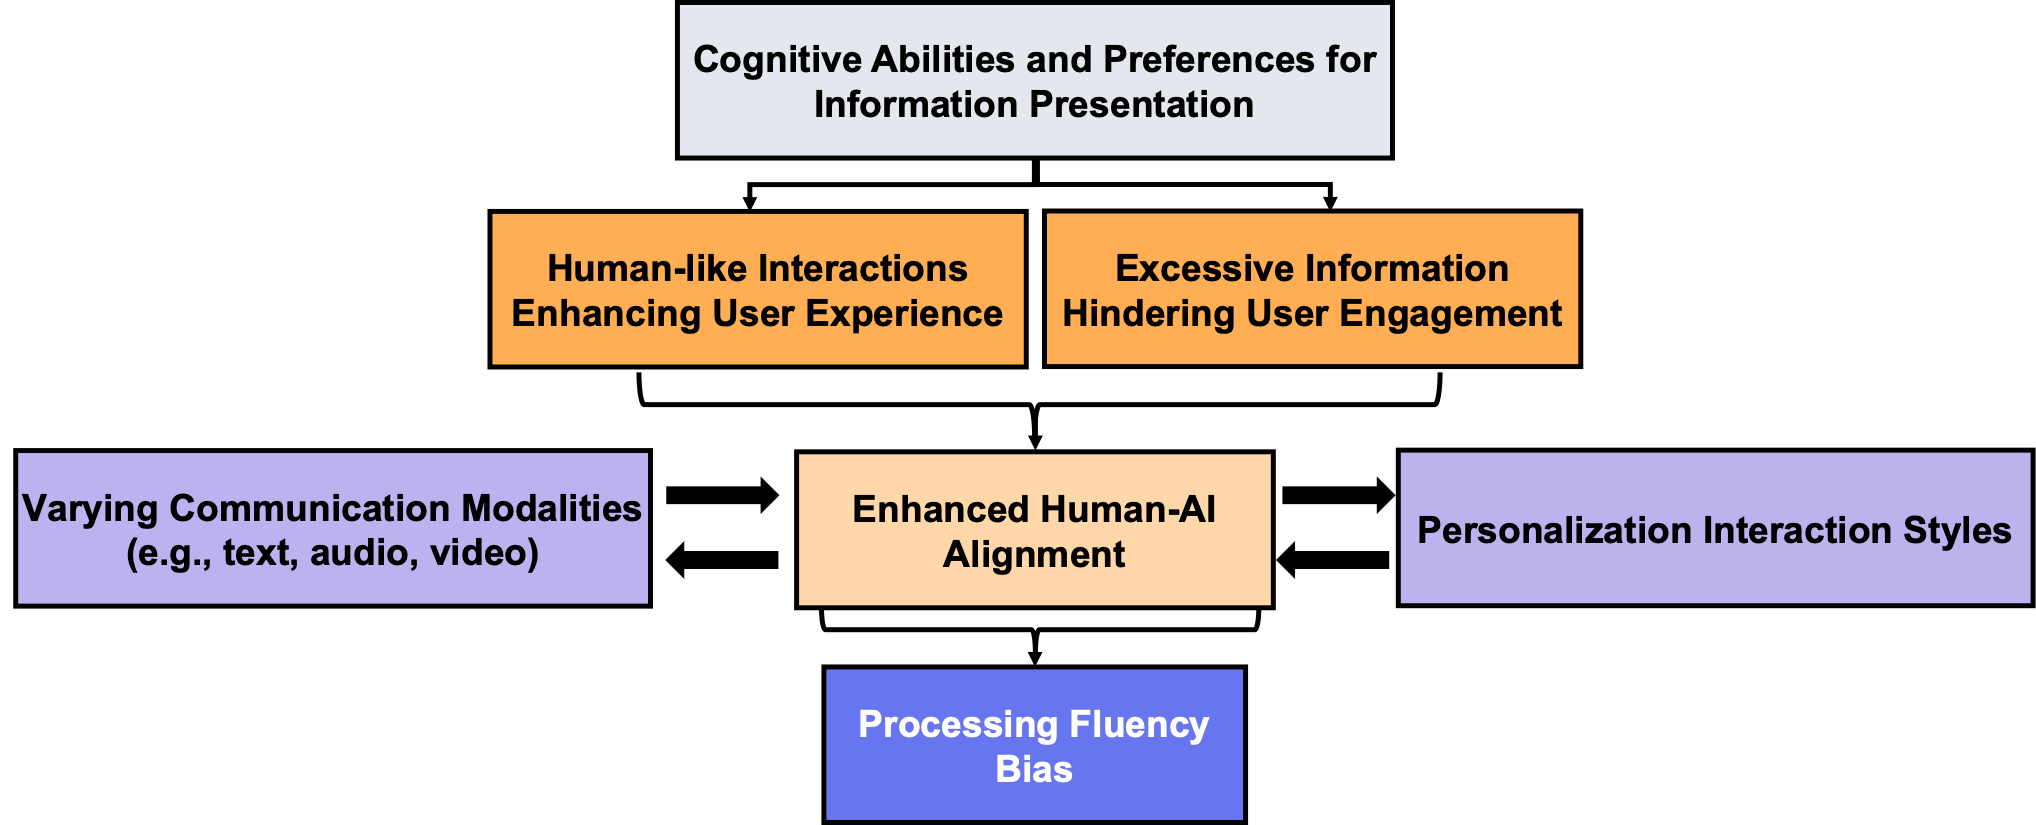 Cognitive Abilities and Preferences for
Information Presentation
Human-like Interactions
Enhancing User Experience
Excessive Information
Hindering User Engagement
Varying Communication Modalities
(e.g., text, audio, video)
Enhanced Human-AI
Alignment
Personalization Interaction Styles
Processing Fluency
Bias